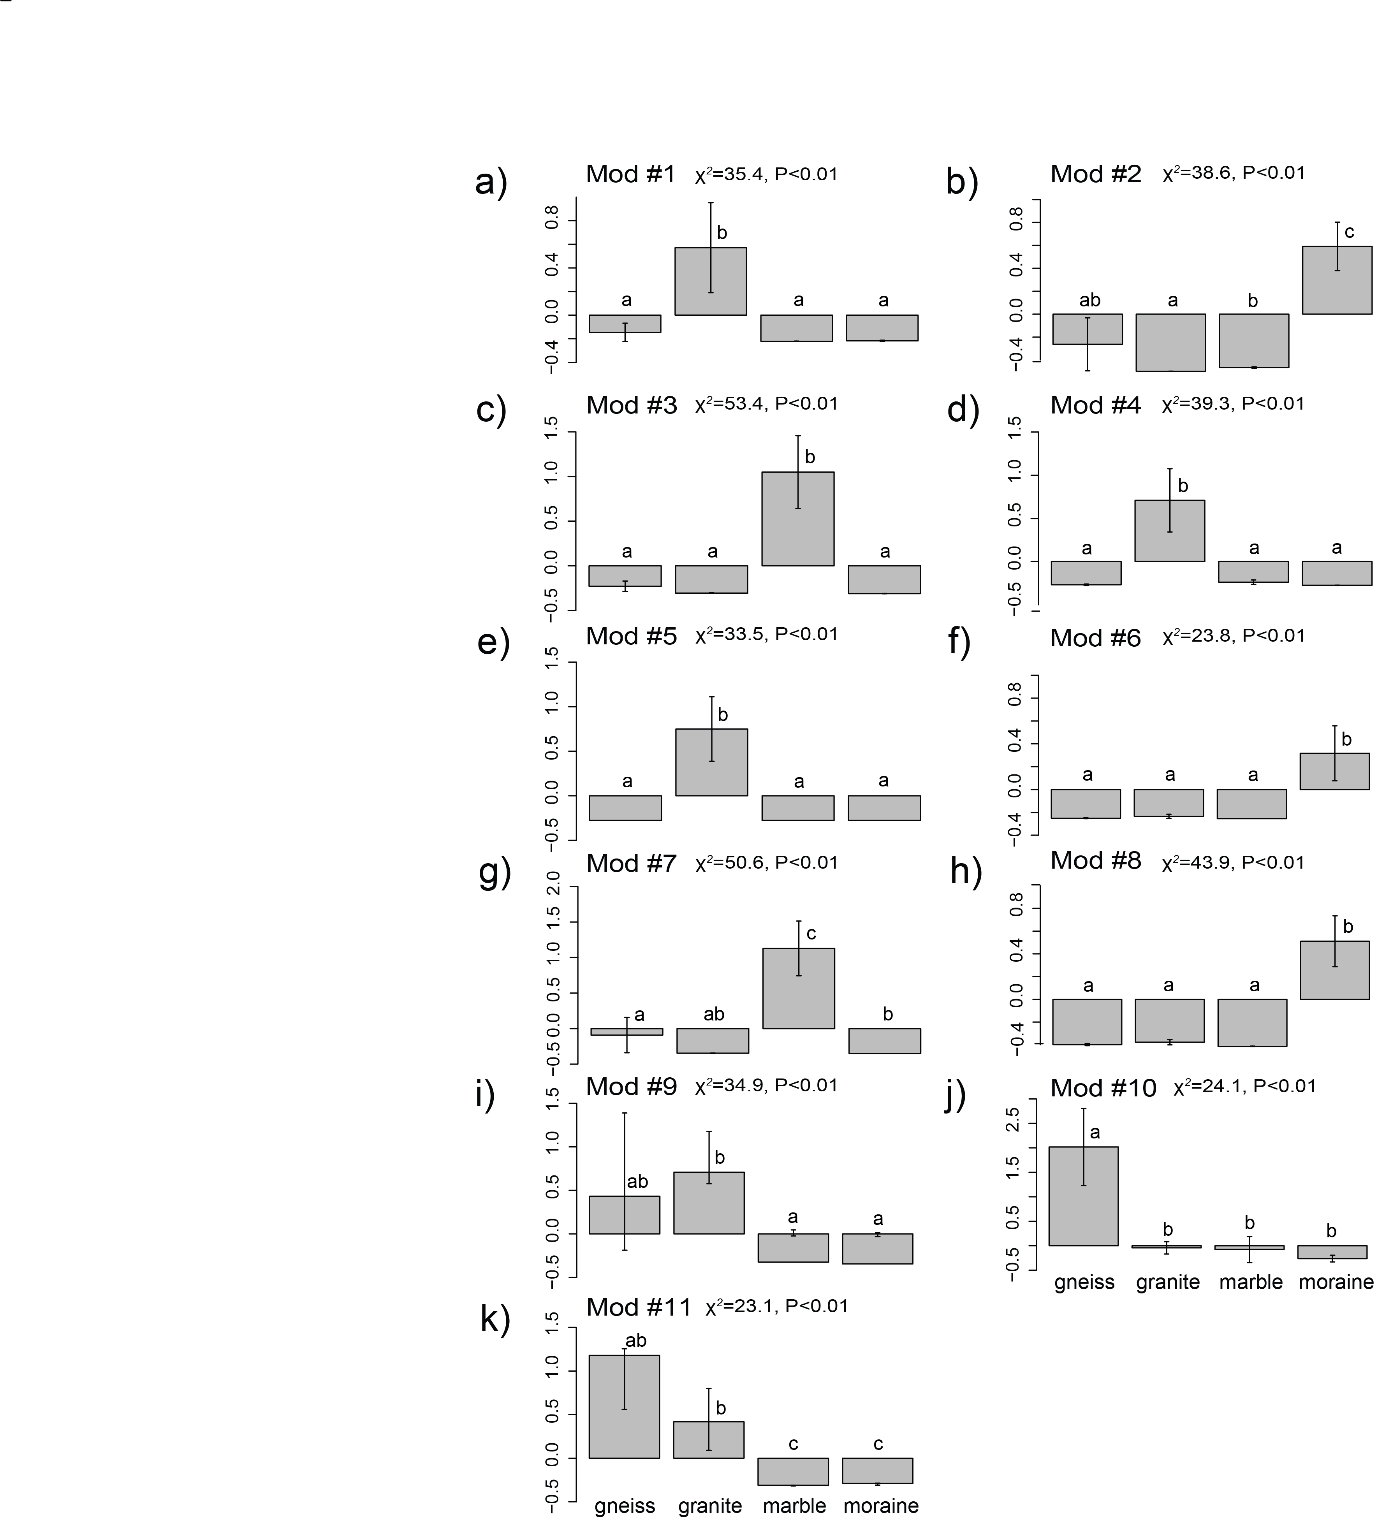 a) Mod #1 χ²=35.4, P<0.01
0.8
0.4
0.0
−0.4
a
b
a
a
b) Mod #2 χ²=38.6, P<0.01
0.8
0.4
0.0
−0.4
ab
a
b
c
c) Mod #3 χ²=53.4, P<0.01
1.5
1.0
0.5
0.0
−0.5
a
a
b
a
d) Mod #4 χ²=39.3, P<0.01
1.5
1.0
0.5
0.0
−0.5
a
b
a
a
e) Mod #5 χ²=33.5, P<0.01
1.5
1.0
0.5
0.0
−0.5
a
b
a
a
f) Mod #6 χ²=23.8, P<0.01
0.8
0.4
0.0
−0.4
a
a
a
b
g) Mod #7 χ²=50.6, P<0.01
2.0
1.5
1.0
0.5
0.0
−0.5
a
ab
c
b
h) Mod #8 χ²=43.9, P<0.01
0.8
0.4
0.0
−0.4
a
a
a
b
i) Mod #9 χ²=34.9, P<0.01
1.5
1.0
0.5
0.0
−0.5
ab
b
a
a
j) Mod #10 χ²=24.1, P<0.01
2.5
1.5
0.5
−0.5
a
b
b
b
gneiss granite marble moraine
k) Mod #11 χ²=23.1, P<0.01
1.5
1.0
0.5
0.0
−0.5
ab
b
c
c
gneiss granite marble moraine